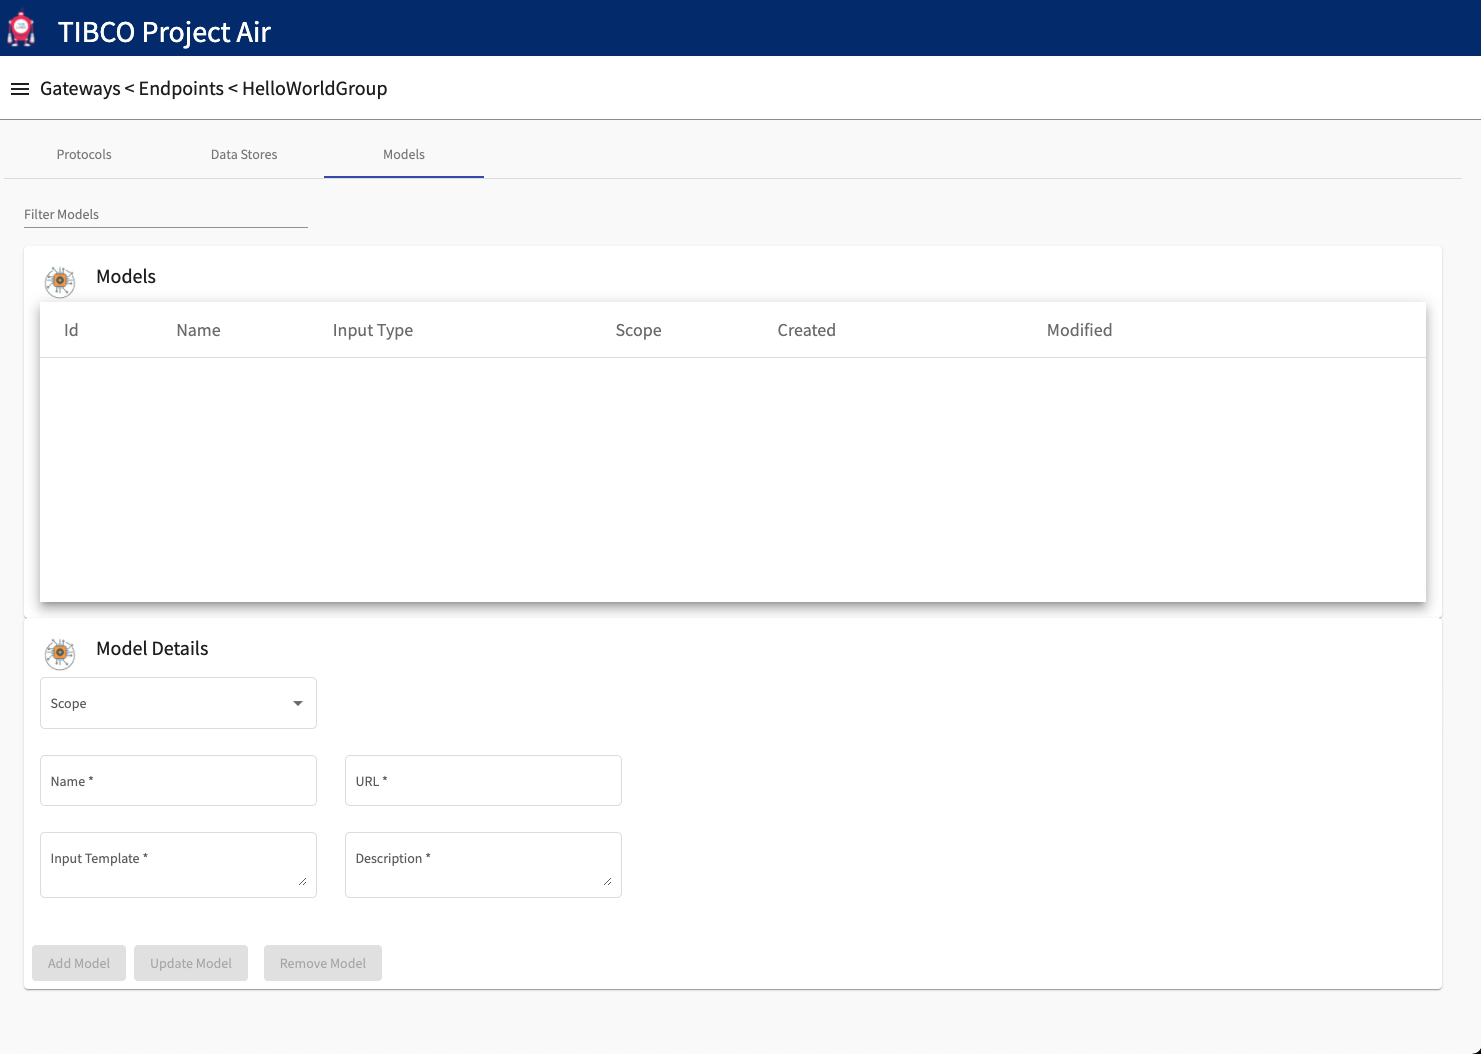 TIBCO Project Air
Gateways < Endpoints < HelloWorldGroup
Protocols Data Stores Models
Filter Models
Models
Id Name Input Type Scope Created Modified
Model Details
Scope
Name * URL *
Input Template * Description *
Add Model Update Model Remove Model